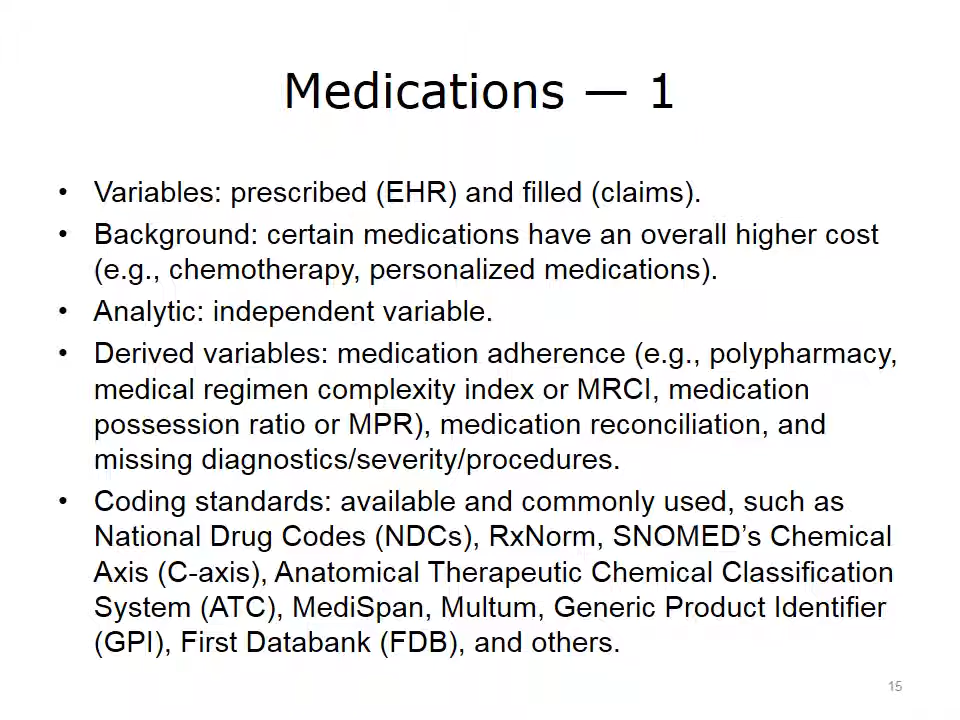 Medications — 1
• Variables: prescribed (EHR) and filled (claims).
• Background: certain medications have an overall higher cost
(e.g., chemotherapy, personalized medications).
• Analytic: independent variable.
• Derived variables: medication adherence (e.g., polypharmacy,
medical regimen complexity index or MRCI, medication
possession ratio or MPR), medication reconciliation, and
missing diagnostics/severity/procedures.
• Coding standards: available and commonly used, such as
National Drug Codes (NDCs), RxNorm, SNOMED’s Chemical
Axis (C-axis), Anatomical Therapeutic Chemical Classification
System (ATC), MediSpan, Multum, Generic Product Identifier
(GPI), First Databank (FDB), and others.
15